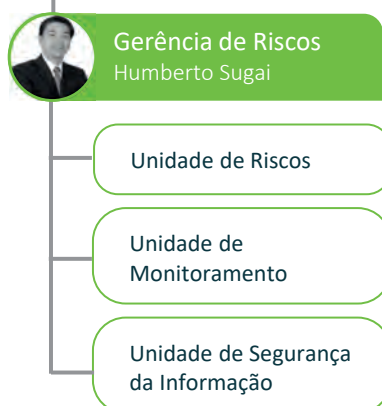 Gerência de Riscos
Humberto Sugai
Unidade de Riscos
Unidade de
Monitoramento
Unidade de Segurança
da Informação